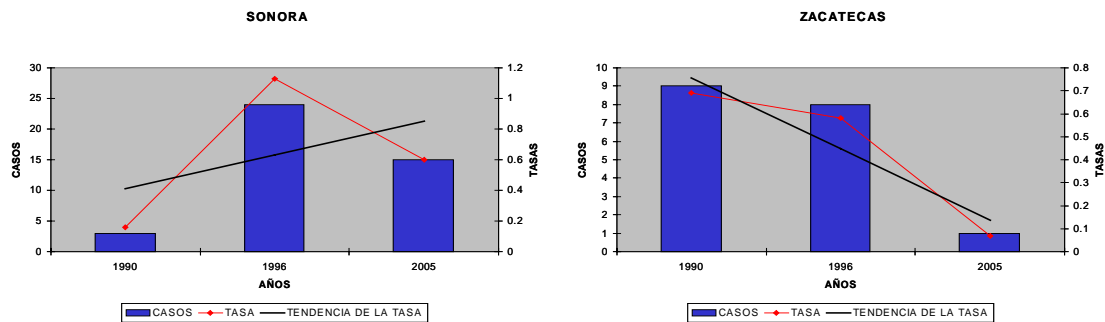 SONORA
30
25
20
15
10
5
0
CASOS
1.2
1
0.8
0.6
0.4
0.2
0
TASAS
1990 1996 2005
AÑOS
CASOS TASA TENDENCIA DE LA TASA
ZACATECAS
10
9
8
7
6
5
4
3
2
1
0
CASOS
0.8
0.7
0.6
0.5
0.4
0.3
0.2
0.1
0
TASAS
1990 1996 2005
AÑOS
CASOS TASA TENDENCIA DE LA TASA